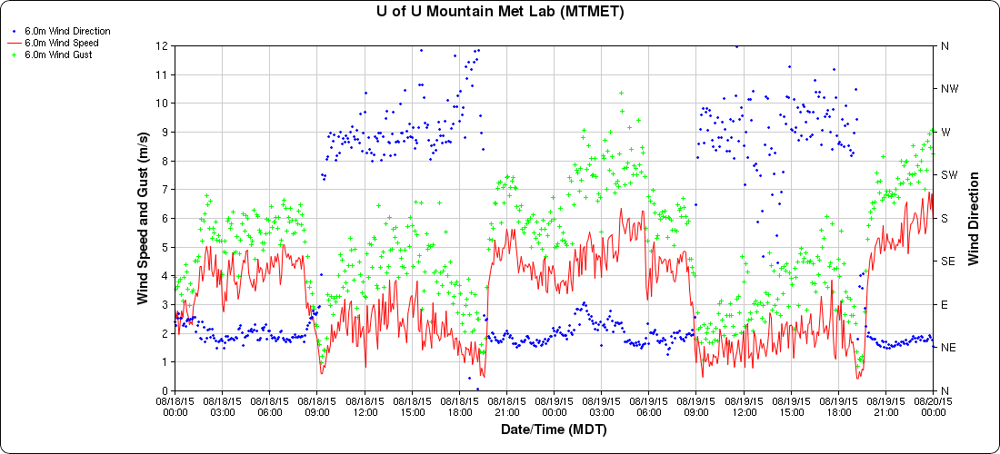 U of U Mountain Met Lab (MTMET)
6.0m Wind Direction
6.0m Wind Speed
6.0m Wind Gust
Wind Speed and Gust (m/s)
12
11
10
9
8
7
6
5
4
3
2
1
0
N
NW
W
SW
S
SE
E
NE
N
Wind Direction
08/18/15 08/18/15 08/18/15 08/18/15 08/18/15 08/18/15 08/18/15 08/18/15 08/19/15 08/19/15 08/19/15 08/19/15 08/19/15 08/19/15 08/19/15 08/19/15 08/20/15
00:00 03:00 06:00 09:00 12:00 15:00 18:00 21:00 00:00 03:00 06:00 09:00 12:00 15:00 18:00 21:00 00:00
Date/Time (MDT)